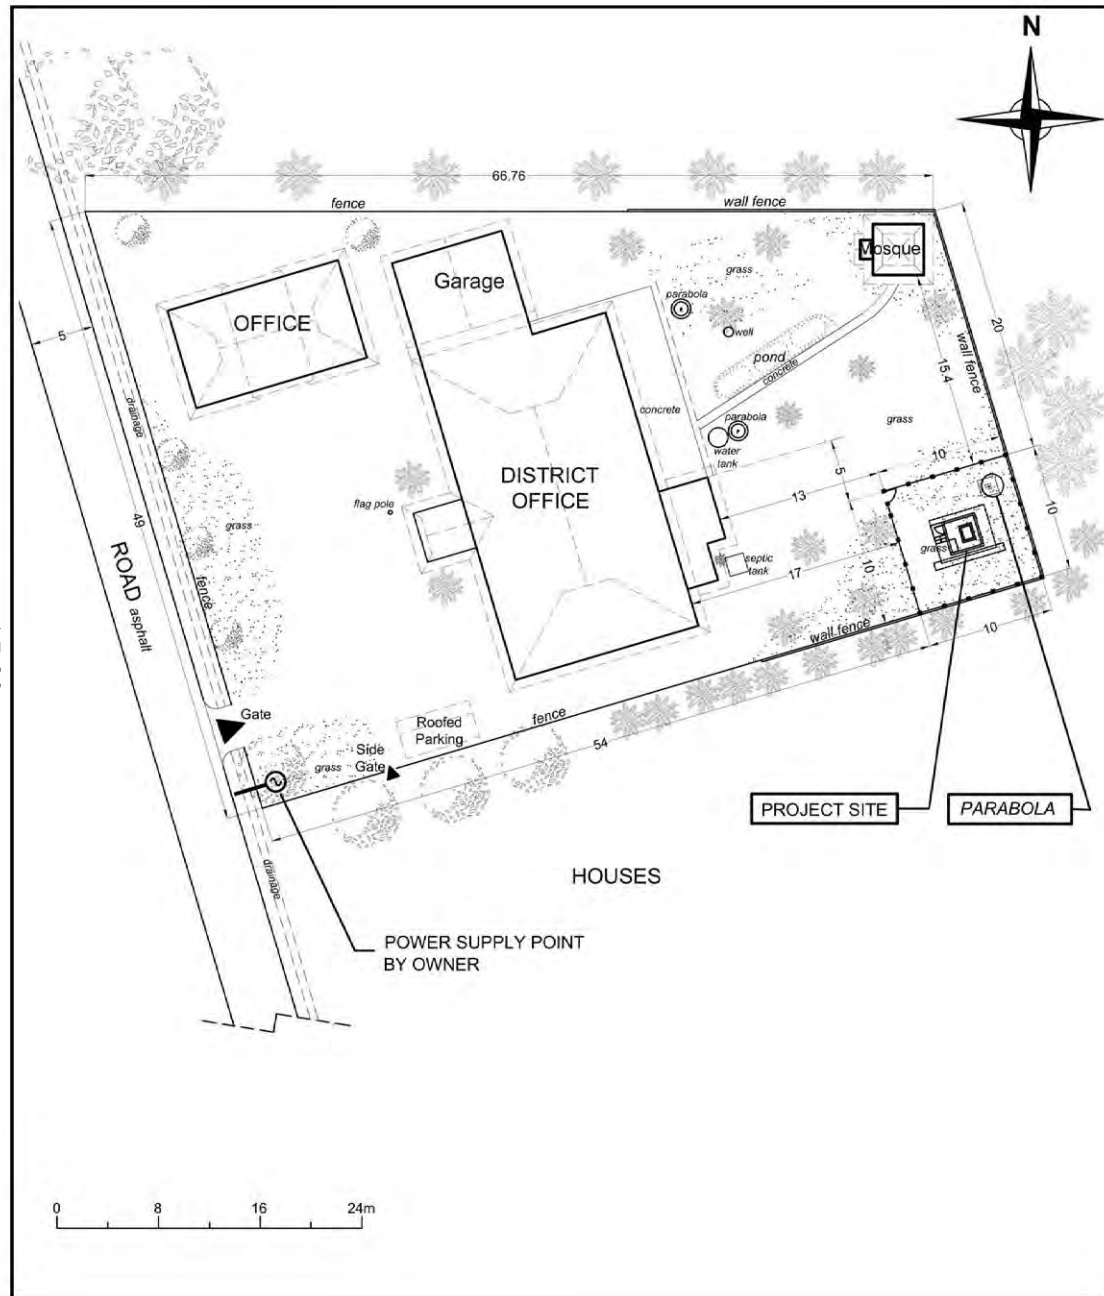 N
66.76
fence
wall fence
Mosque
Garage
grass
OFFICE
parabola
well
20
5
pond
wall fence
concrete
15.4
drainage
concrete
parabola
grass
water
tank
10
DISTRICT
OFFICE
5
13
flag pole
49
grass
10
grass
septic
tank
17
10
ROAD asphalt
fence
wall fence
10
Gate
Roofed
Parking
fence
54
Side
Gate
grass
PROJECT SITE
PARABOLA
drainage
HOUSES
POWER SUPPLY POINT
BY OWNER
0 8 16 24m